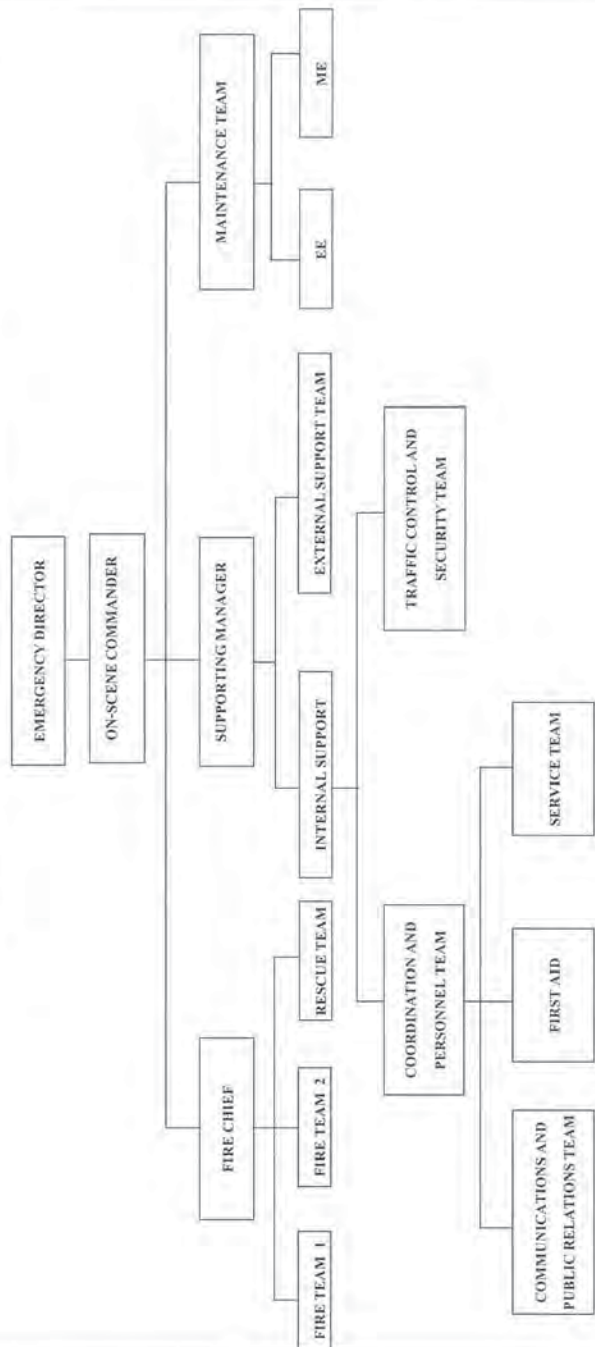 EMERGENCY DIRECTOR
ON-SCENE COMMANDER
FIRE CHIEF
SUPPORTING MANAGER
MAINTENANCE TEAM
FIRE TEAM 1
FIRE TEAM 2
RESCUE TEAM
INTERNAL SUPPORT
EXTERNAL SUPPORT TEAM
EE
ME
COORDINATION AND
PERSONNEL TEAM
TRAFFIC CONTROL AND
SECURITY TEAM
COMMUNICATIONS AND
PUBLIC RELATIONS TEAM
FIRST AID
SERVICE TEAM